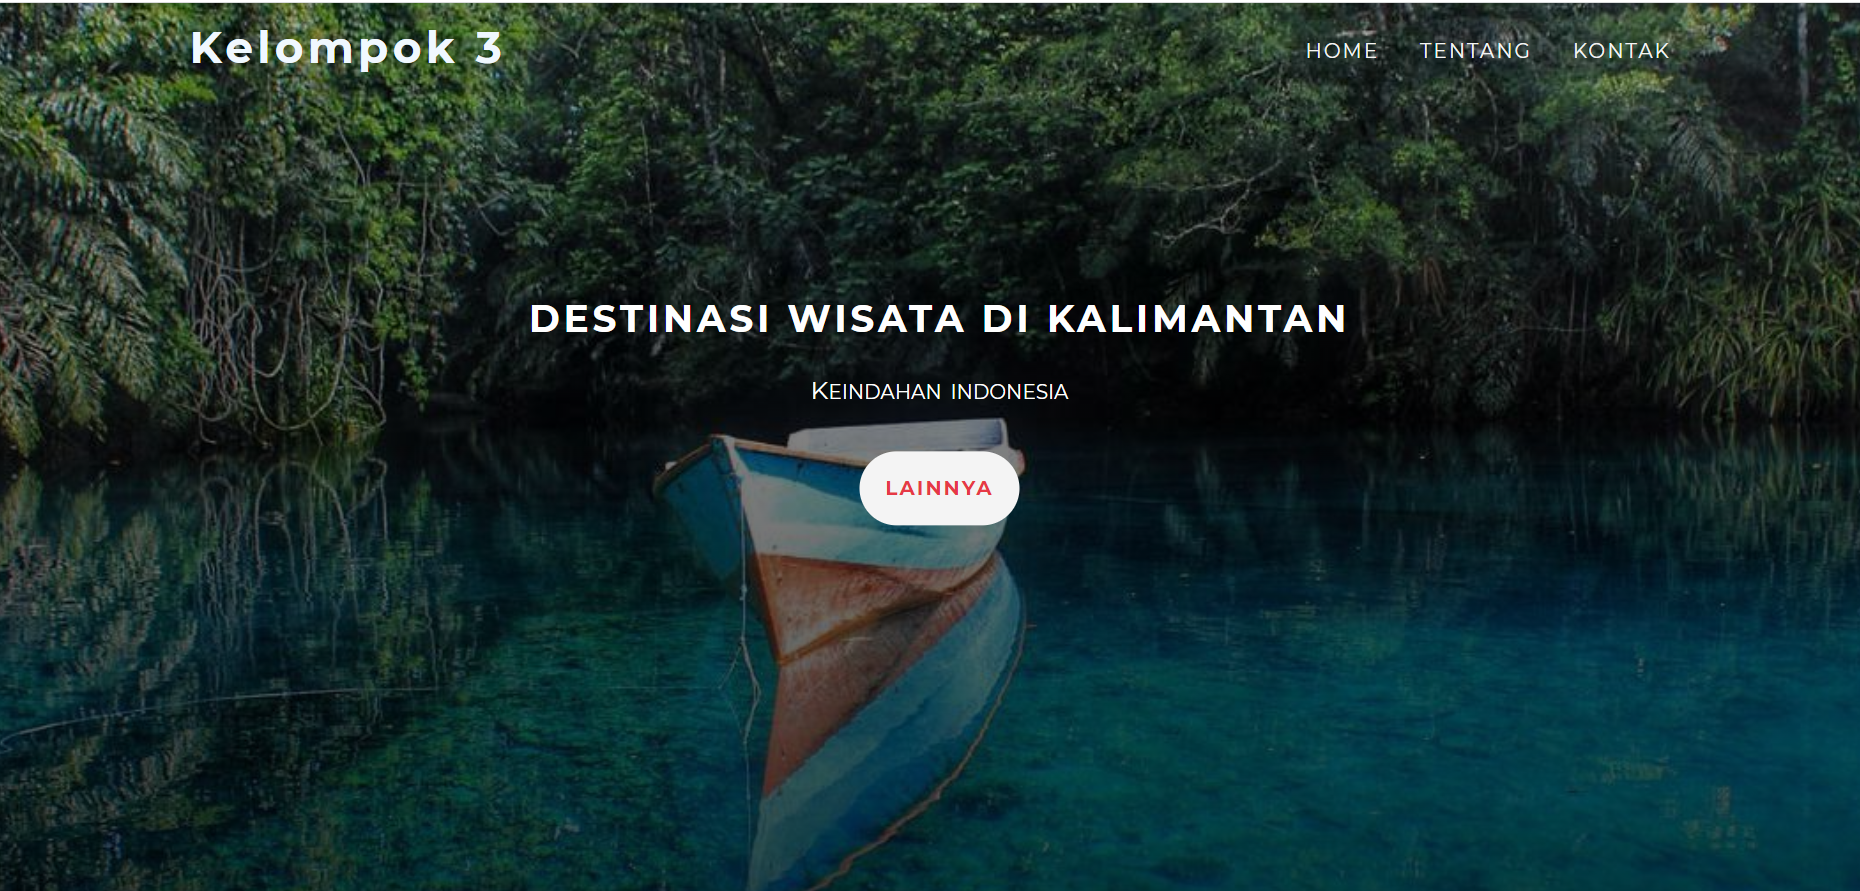 Kelompok 3
HOME TENTANG KONTAK
DESTINASI WISATA DI KALIMANTAN
KEINDAHAN INDONESIA
LAINNYA